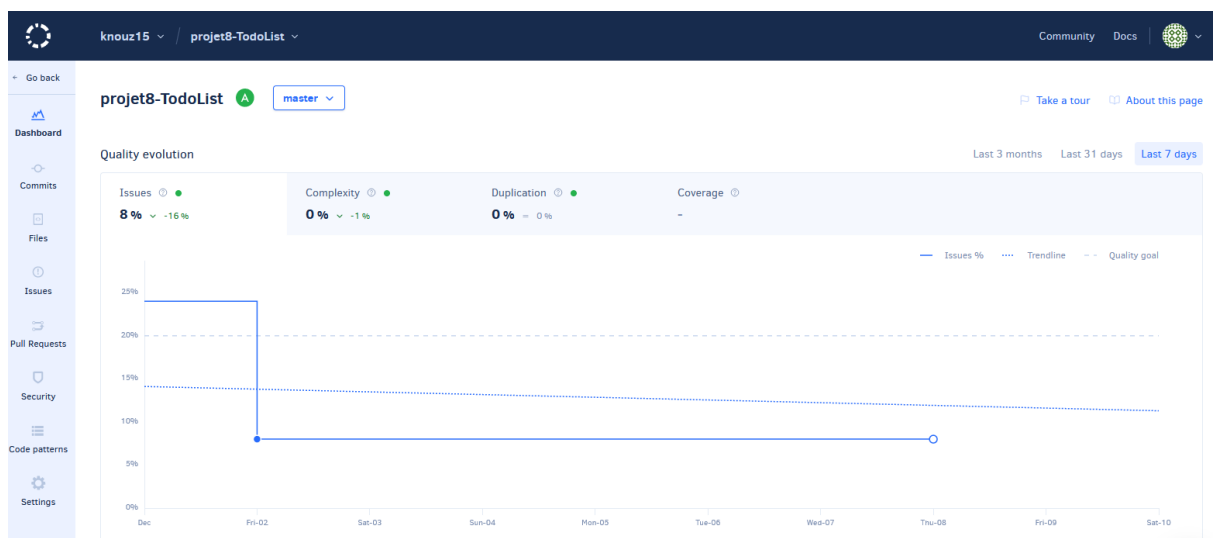 knouz15 / projet8-TodoList
Community Docs
← Go back
projet8-TodoList A master
Take a tour About this page
Dashboard
Quality evolution
Last 3 months Last 31 days Last 7 days
Commits
Files
Issues
Pull Requests
Security
Code patterns
Settings
Issues Complexity Duplication Coverage
8 % -16 % 0 % -1 % 0 % = 0 % -
Issues % Trendline Quality goal
25%
20%
15%
10%
5%
0%
Dec Fri-02 Sat-03 Sun-04 Mon-05 Tue-06 Wed-07 Thu-08 Fri-09 Sat-10